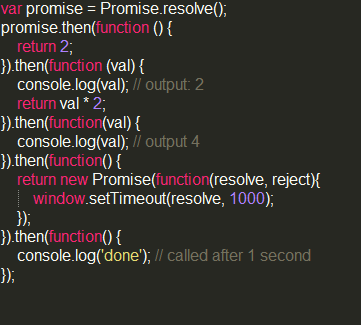 var promise = Promise.resolve();
promise.then(function () {
    return 2;
}).then(function (val) {
    console.log(val); // output: 2
    return val * 2;
}).then(function(val) {
    console.log(val); // output 4
}).then(function() {
    return new Promise(function(resolve, reject){
        window.setTimeout(resolve, 1000);
    });
}).then(function() {
    console.log('done'); // called after 1 second
});